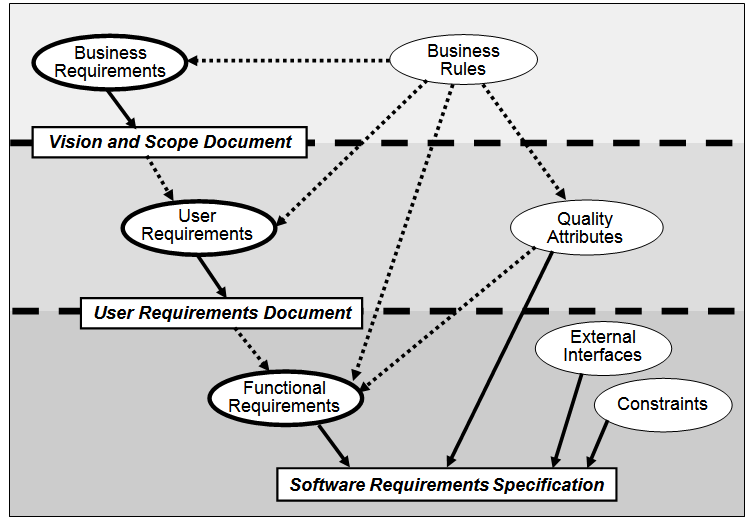 Business
Requirements
Business
Rules
Vision and Scope Document
User
Requirements
Quality
Attributes
User Requirements Document
External
Interfaces
Functional
Requirements
Constraints
Software Requirements Specification